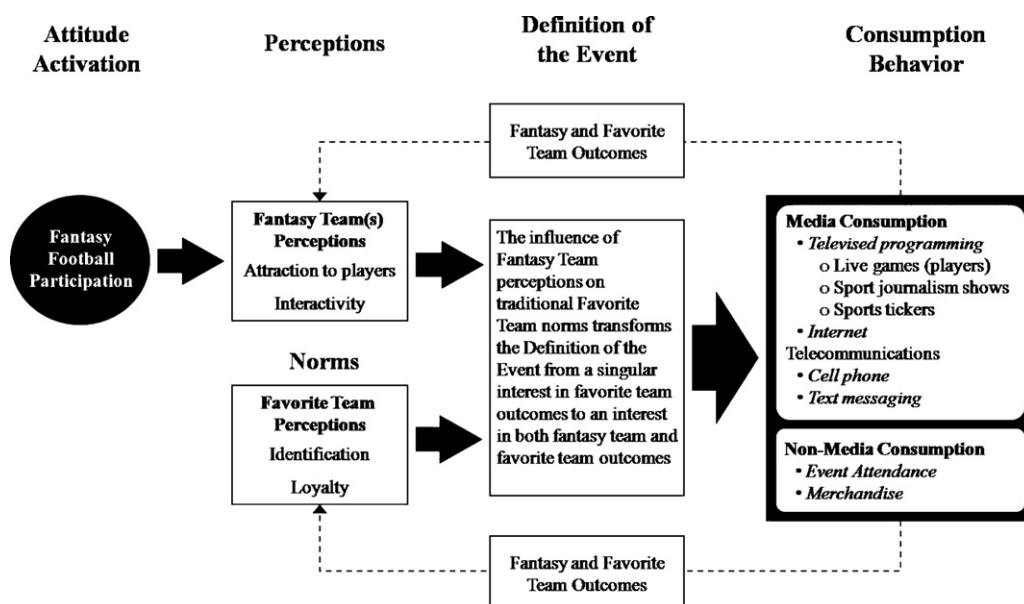 Attitude
Activation
Perceptions
Definition of
the Event
Consumption
Behavior
Fantasy and Favorite
Team Outcomes
Fantasy
Football
Participation
Fantasy Team(s)
Perceptions
Attraction to players
Interactivity
Norms
Favorite Team
Perceptions
Identification
Loyalty
The influence of
Fantasy Team
perceptions on
traditional Favorite
Team norms transforms
the Definition of the
Event from a singular
interest in favorite team
outcomes to an interest
in both fantasy team and
favorite team outcomes
Media Consumption
• Televised programming
o Live games (players)
o Sport journalism shows
o Sports tickers
• Internet
Telecommunications
• Cell phone
• Text messaging
Non-Media Consumption
• Event Attendance
• Merchandise
Fantasy and Favorite
Team Outcomes